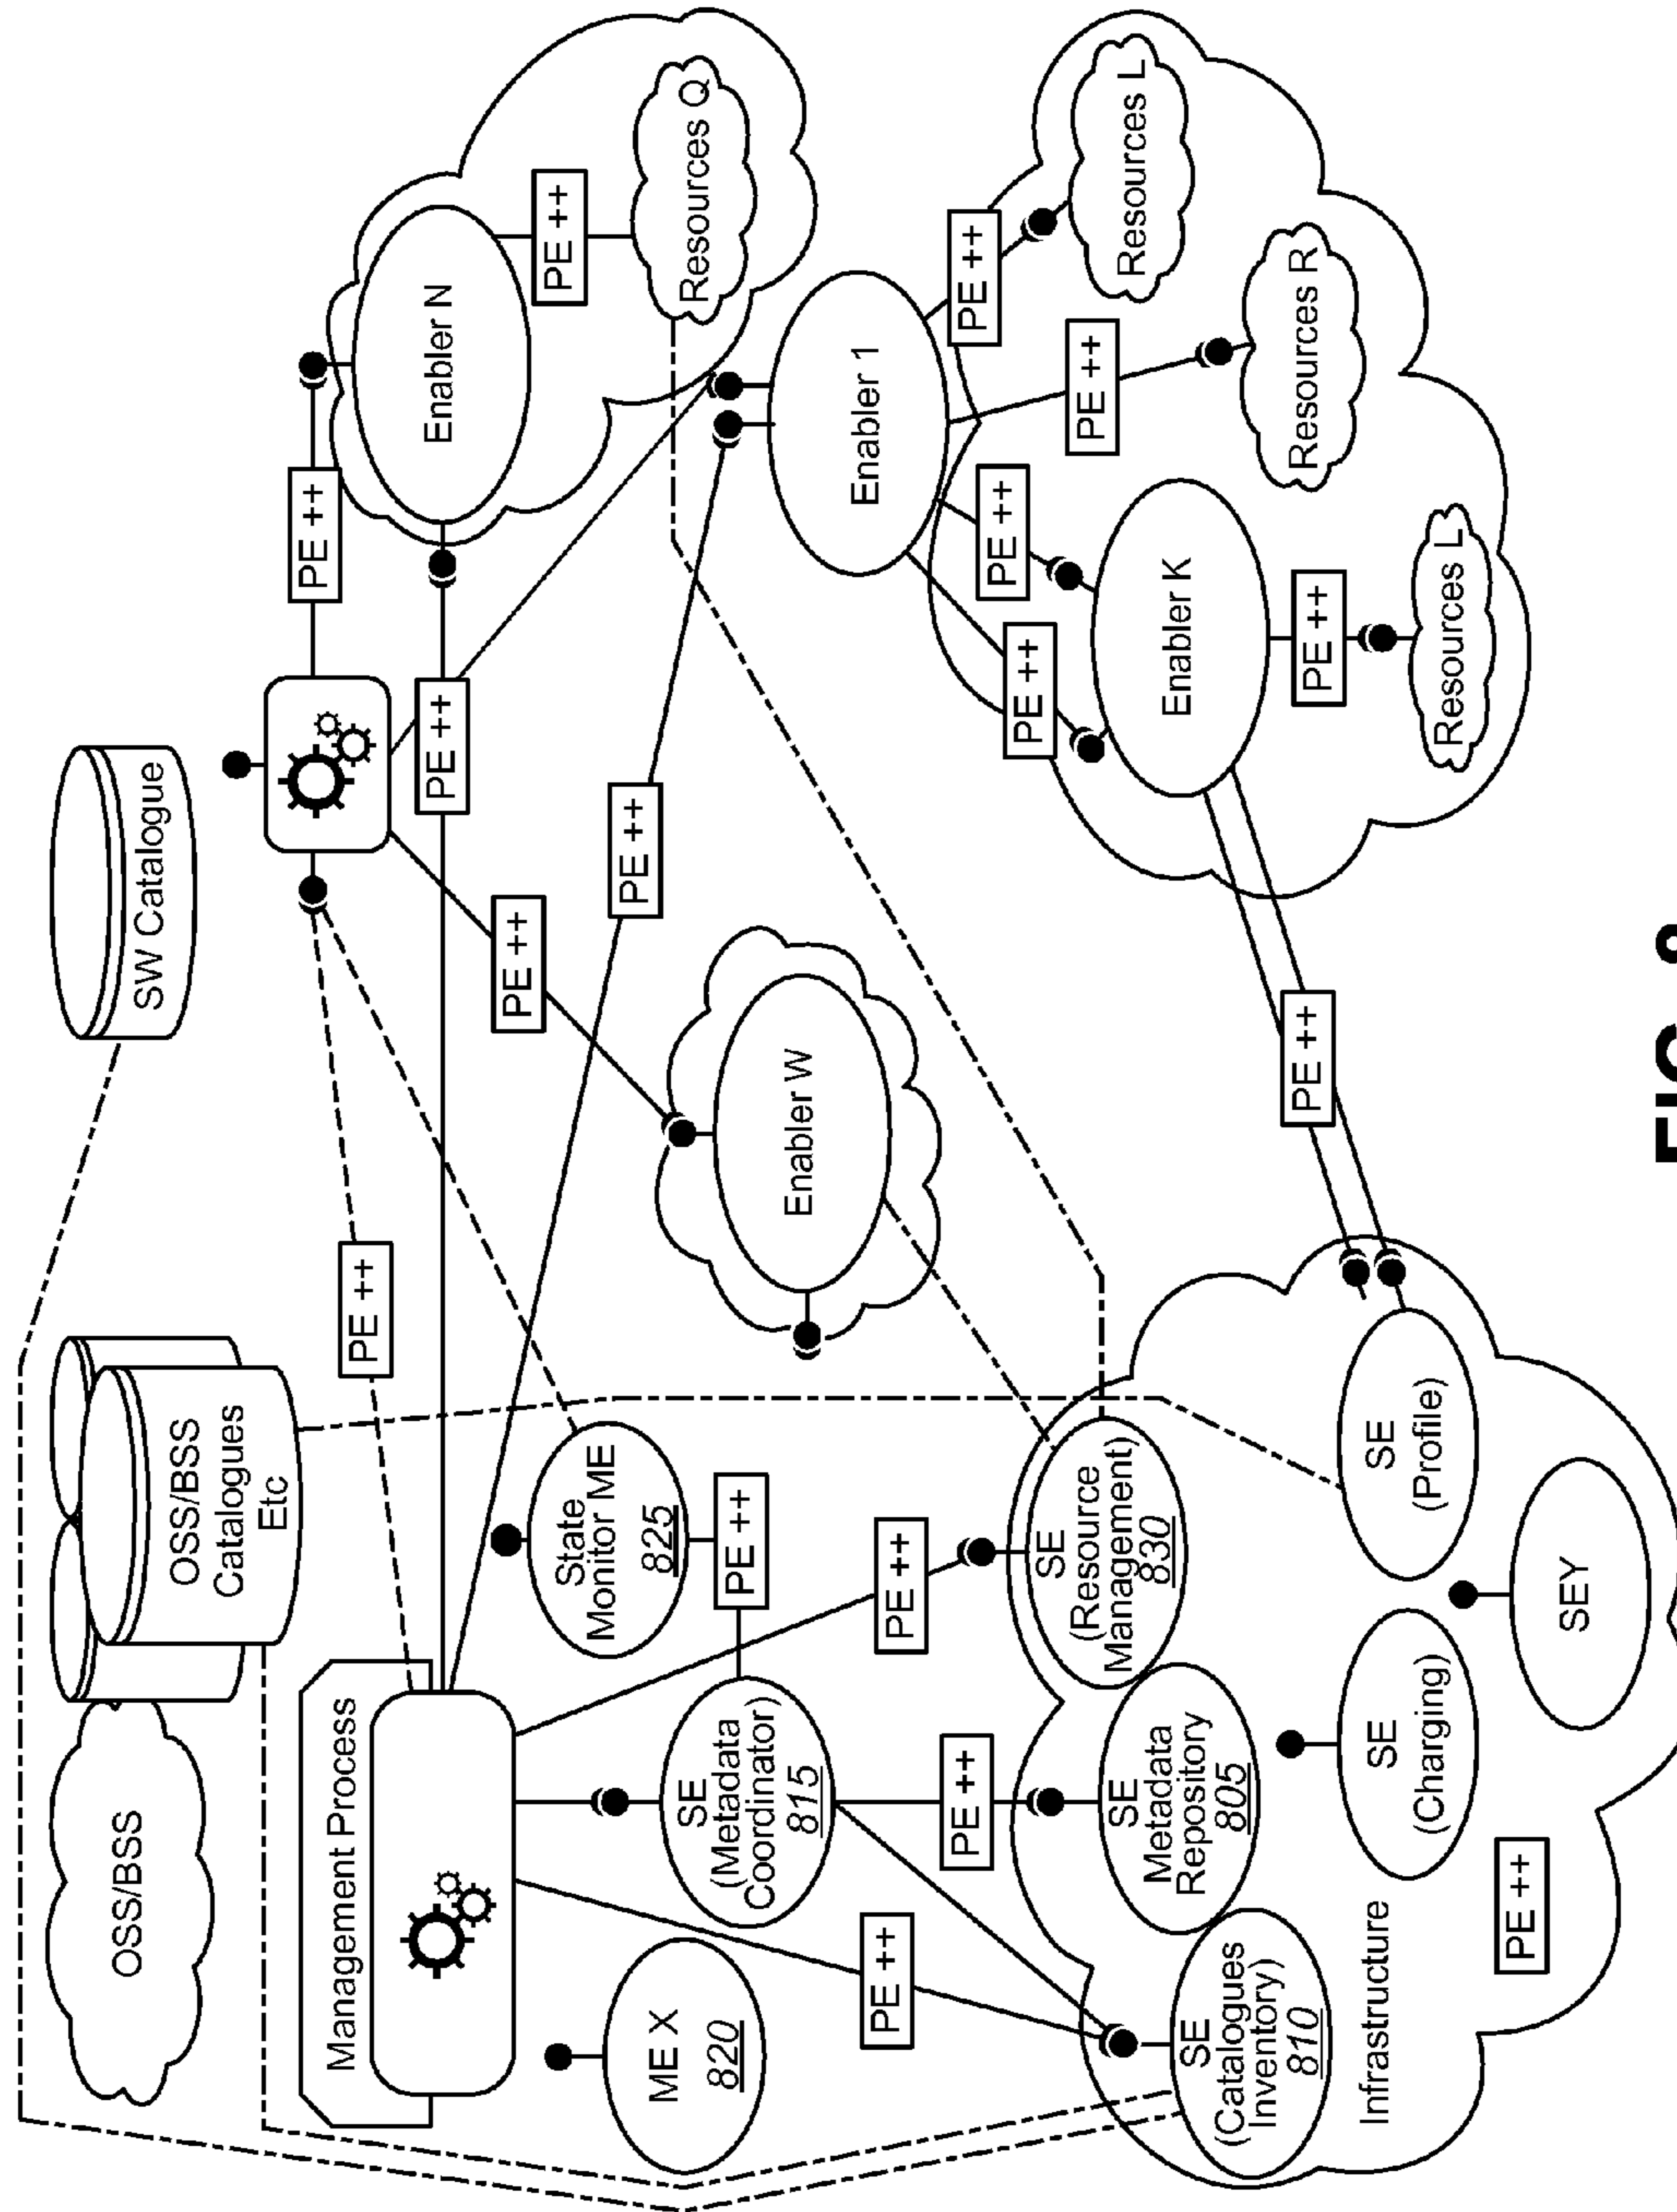 OSS/BSS
OSS/BSS
Catalogues
Etc
SW Catalogue
Management Process
PE ++
PE ++
PE ++
Enabler N
PE ++
Resources Q
ME X
820
State
Monitor ME
825
PE ++
PE ++
SE
(Metadata
Coordinator)
815
PE ++
Enabler W
Enabler 1
PE ++
PE ++
PE ++
PE ++
PE ++
PE ++
PE ++
Resources L
SE
(Catalogues
Inventory)
810
SE
Metadata
Repository
805
SE
(Resource
Management)
830
Enabler K
Resources R
PE ++
PE ++
Resources L
Infrastructure
SE
(Charging)
SE
(Profile)
PE ++
SEY
FIG